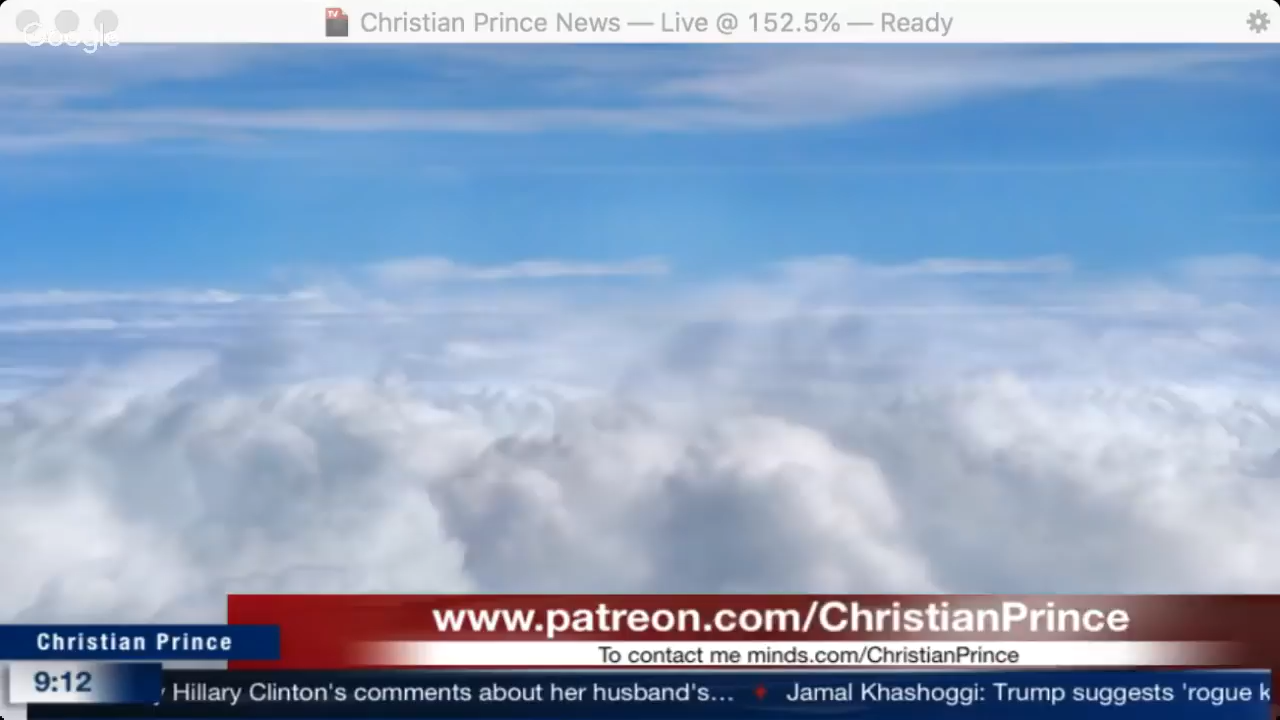 Christian Prince News — Live @ 152.5% — Ready
Google
www.patreon.com/ChristianPrince
Christian Prince
To contact me minds.com/ChristianPrince
9:12
Hillary Clinton's comments about her husband's... Jamal Khashoggi: Trump suggests 'rogue k